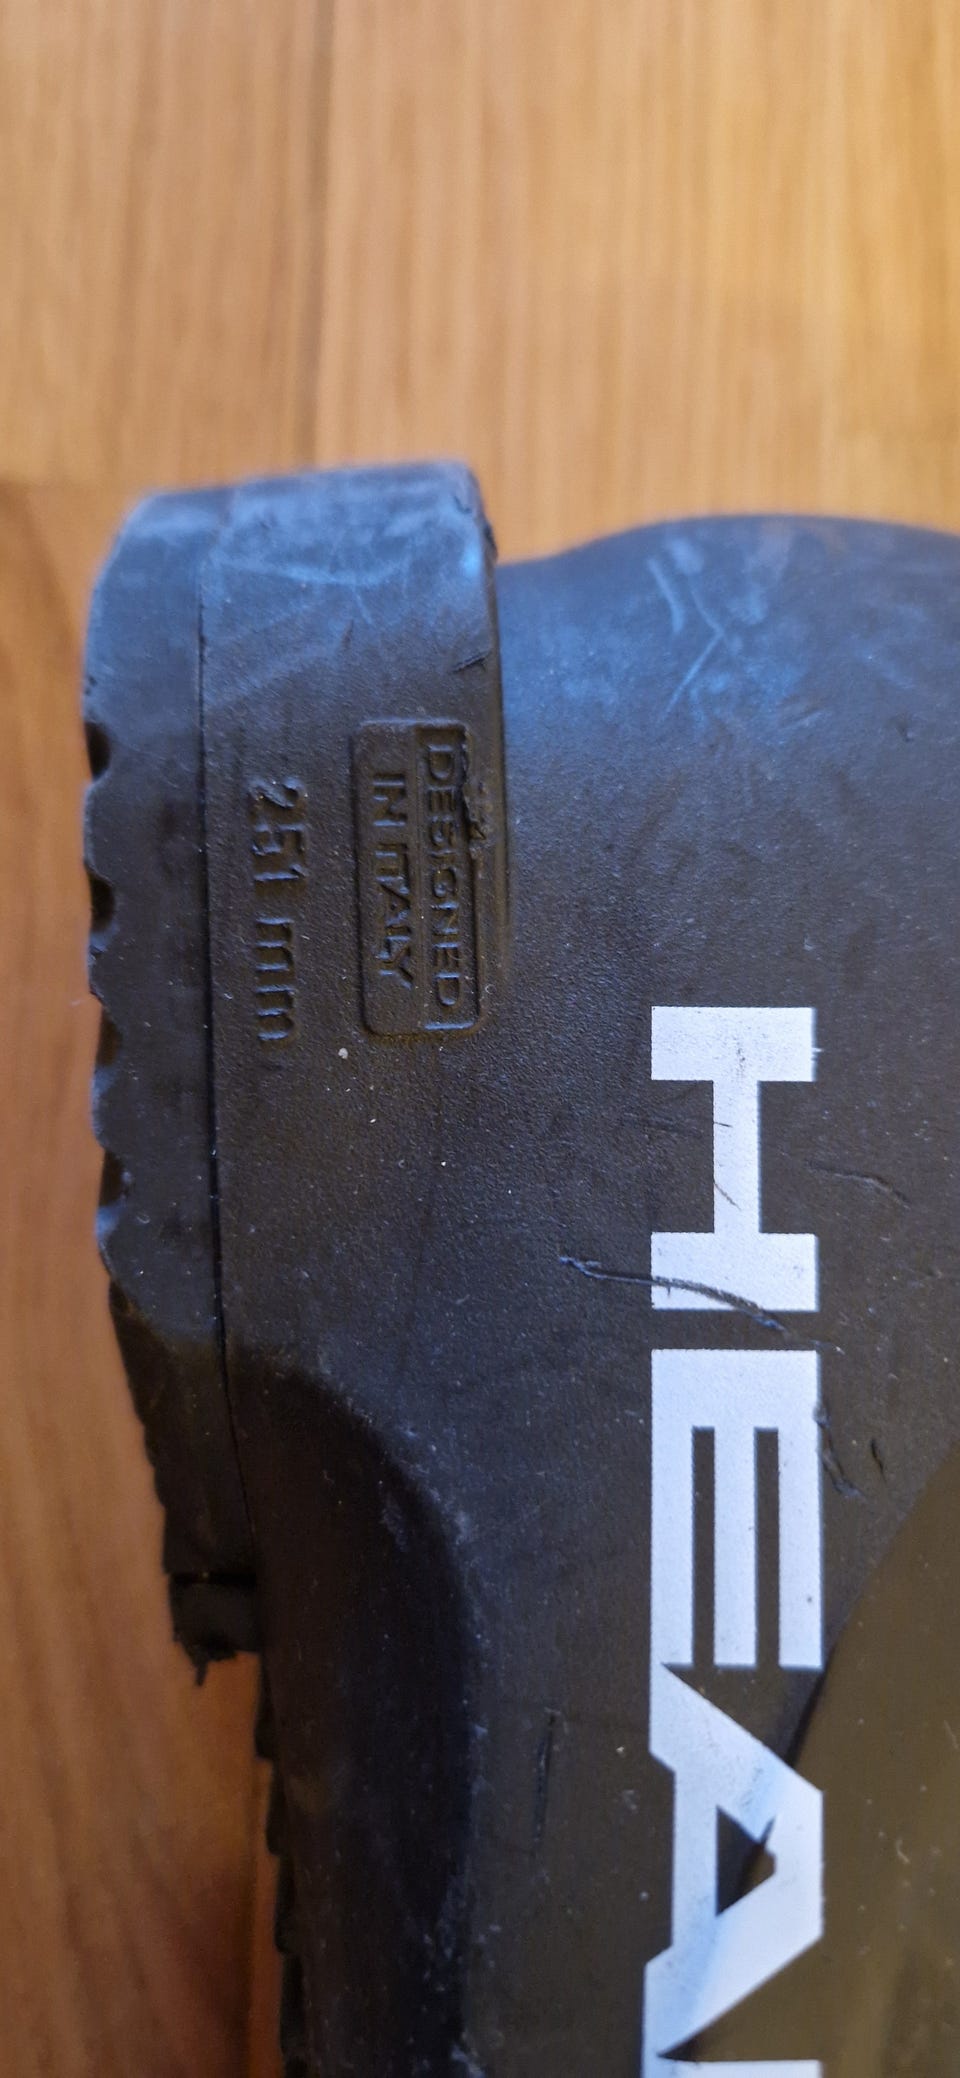 DESIGNED
IN ITALY
251 mm
HEA